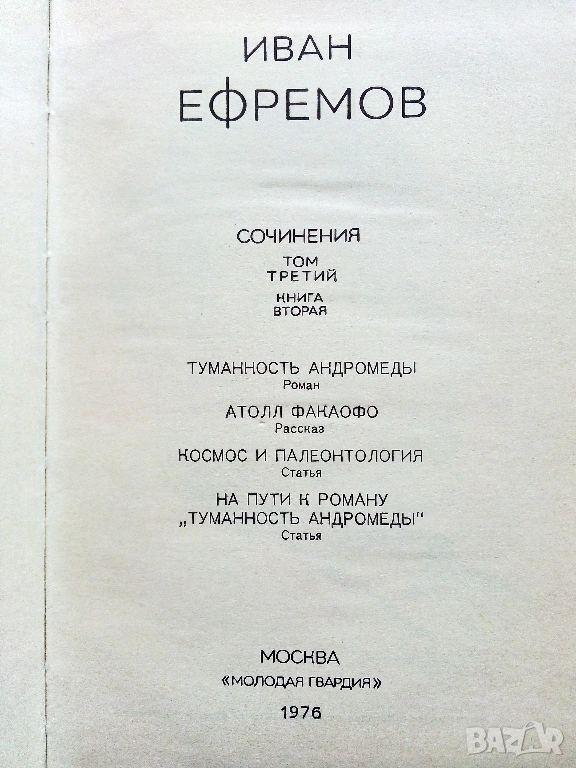 ИВАН
ЕФРЕМОВ
СОЧИНЕНИЯ
ТОМ
ТРЕТИЙ
КНИГА
ВТОРАЯ
ТУМАННОСТЬ АНДРОМЕДЫ
Роман
АТОЛЛ ФАКАОФО
Рассказ
КОСМОС И ПАЛЕОНТОЛОГИЯ
Статья
НА ПУТИ К РОМАНУ
„ТУМАННОСТЬ АНДРОМЕДЫ"
Статья
МОСКВА
«МОЛОДАЯ ГВАРДИЯ»
1976
BAZAR